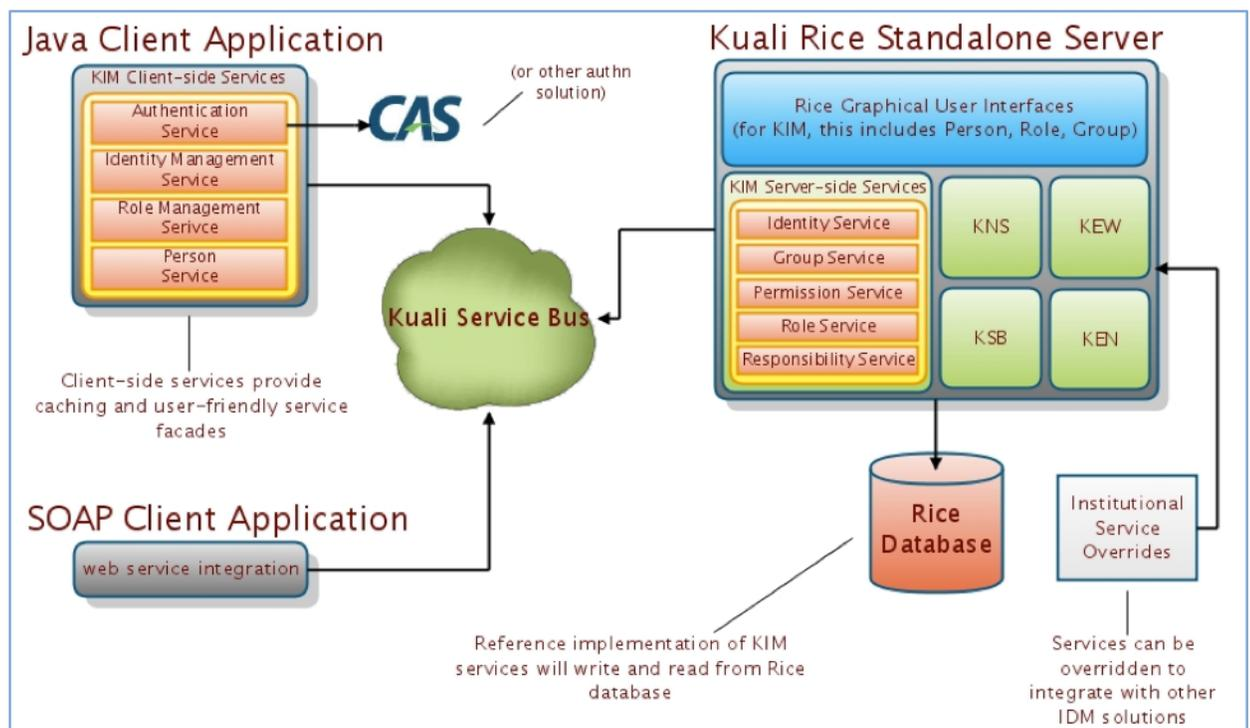 Java Client Application
KIM Client-side Services
Authentication
Service
Identity Management
Service
Role Management
Serivce
Person
Service
CAS
(or other authn
solution)
Client-side services provide
caching and user-friendly service
facades
Kuali Service Bus
SOAP Client Application
web service integration
Kuali Rice Standalone Server
Rice Graphical User Interfaces
(for KIM, this includes Person, Role, Group)
KIM Server-side Services
Identity Service
Group Service
Permission Service
Role Service
Responsibility Service
KNS
KEW
KSB
KEN
Rice
Database
Reference implementation of KIM
services will write and read from Rice
database
Institutional
Service
Overrides
Services can be
overridden to
integrate with other
IDM solutions